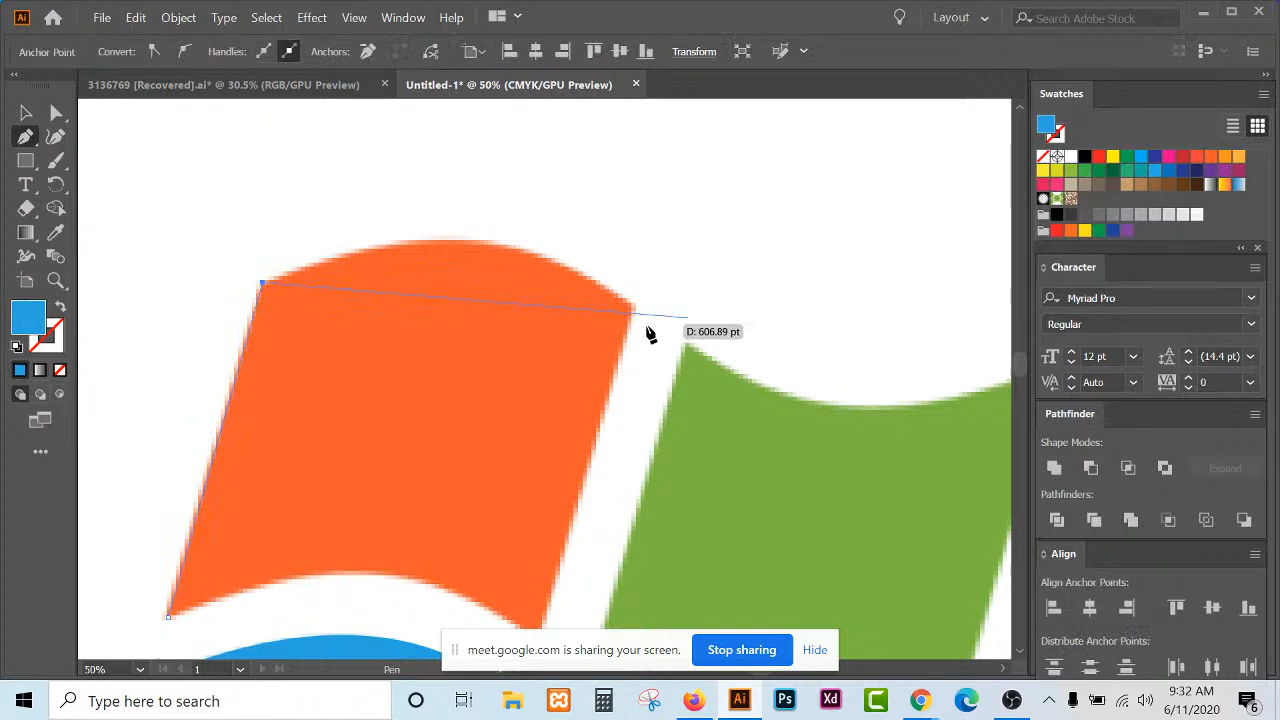 Ai
File Edit Object Type Select Effect View Window Help
Layout
Search Adobe Stock
Anchor Point
Convert:
Handles:
Anchors:
Transform
3136769 [Recovered].ai* @ 30.5% (RGB/GPU Preview)
Untitled-1* @ 50% (CMYK/GPU Preview)
Swatches
D: 606.89 pt
Character
Myriad Pro
Regular
12 pt
(14.4 pt)
Auto
0
Pathfinder
Shape Modes:
Expand
Pathfinders:
Align
Align Anchor Points:
Distribute Anchor Points:
meet.google.com is sharing your screen.
Stop sharing
Hide
50%
1
Pen
Type here to search
Ai
Ps
Xd
9:32 AM
6/11/2020
6